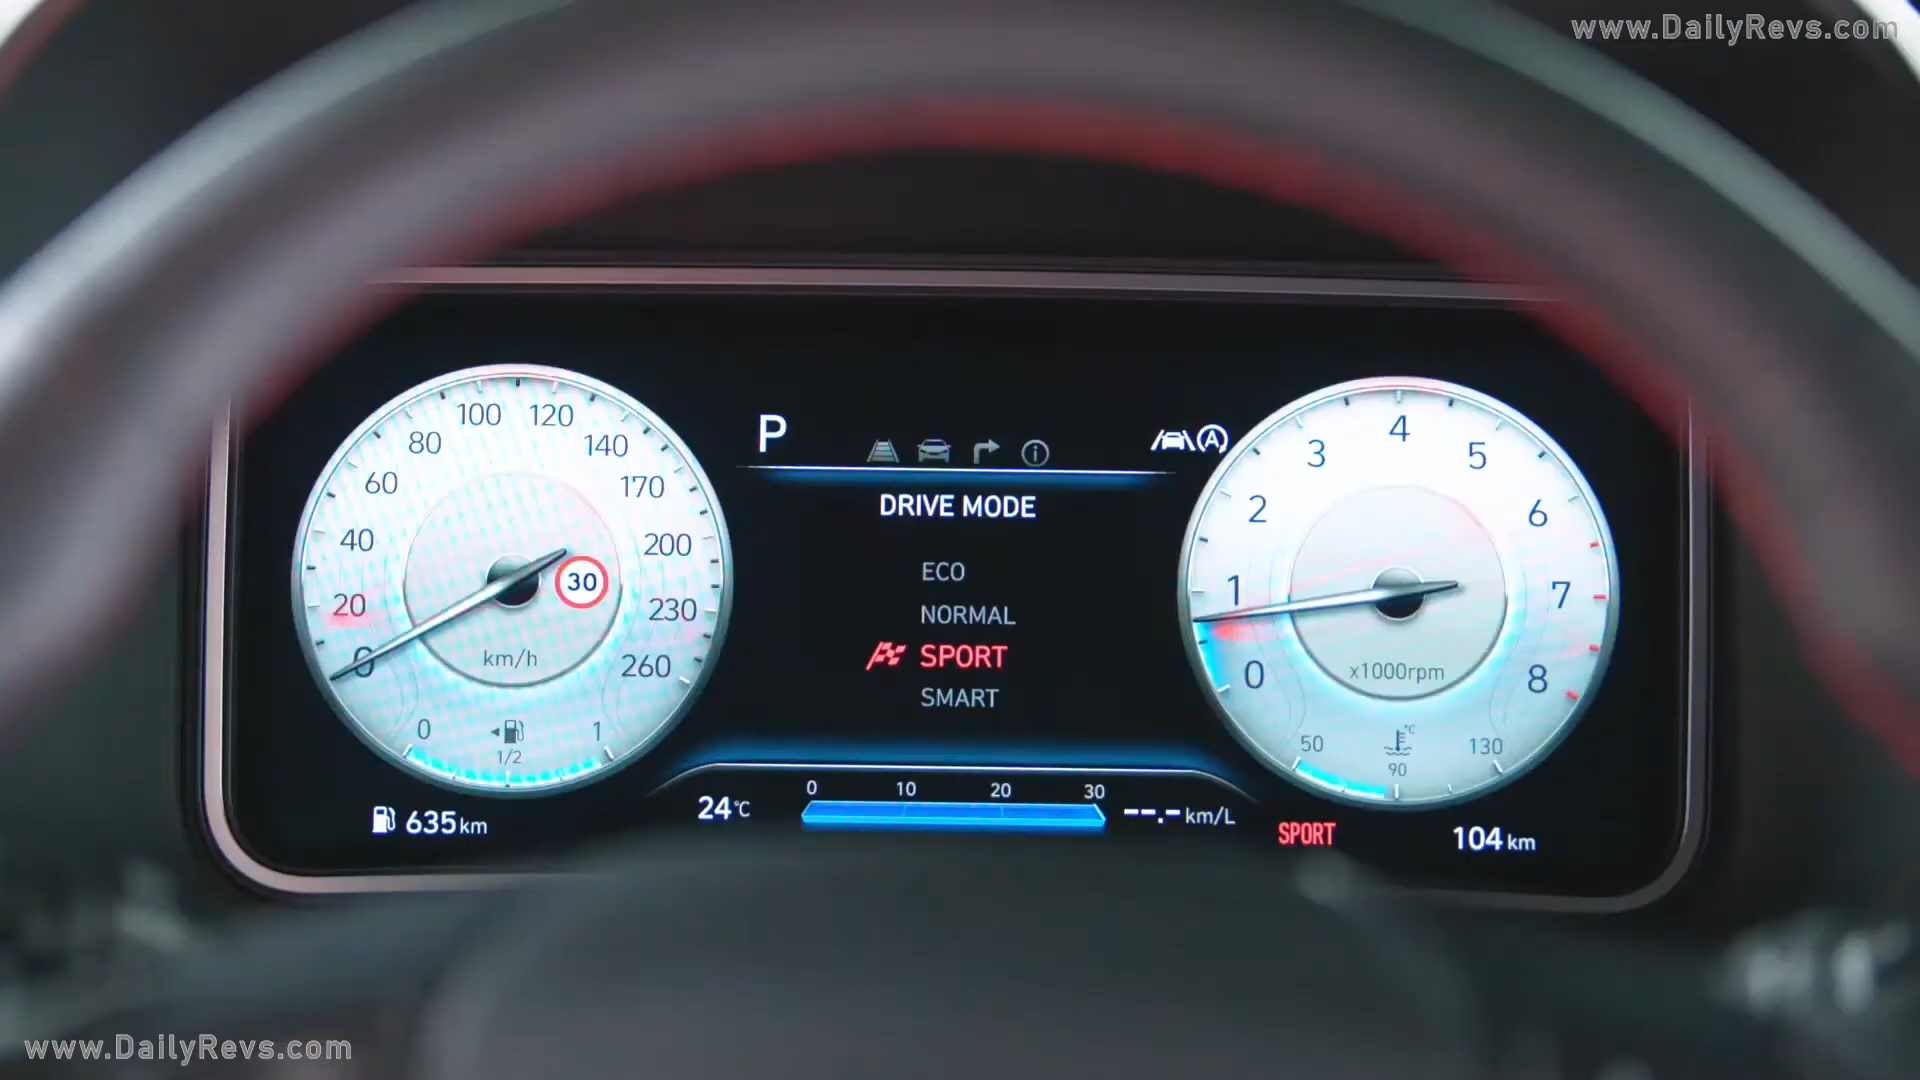 www.DailyRevs.com
100 120
80 140
60 170
40 200
20 230
0 260
30
km/h
0 1
1/2
635 km
P
A
DRIVE MODE
ECO
NORMAL
SPORT
SMART
0 10 20 30
24°C
--.- km/L
4
3 5
2 6
1 7
0 8
x1000rpm
°C
50 130
90
SPORT
104 km
www.DailyRevs.com